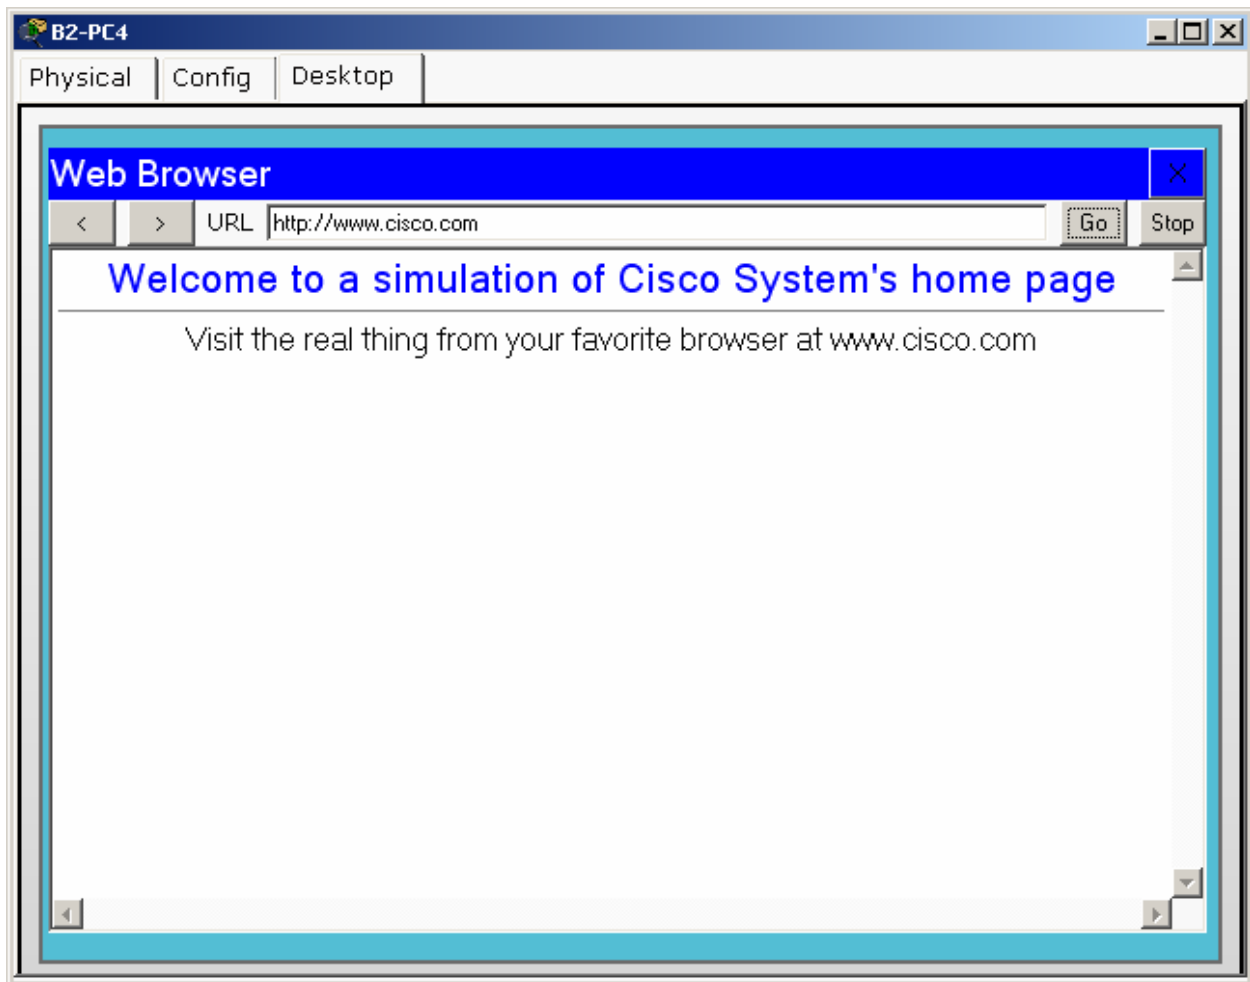 B2-PC4
Physical Config Desktop
Web Browser X
< > URL http://www.cisco.com Go Stop
Welcome to a simulation of Cisco System's home page
Visit the real thing from your favorite browser at www.cisco.com